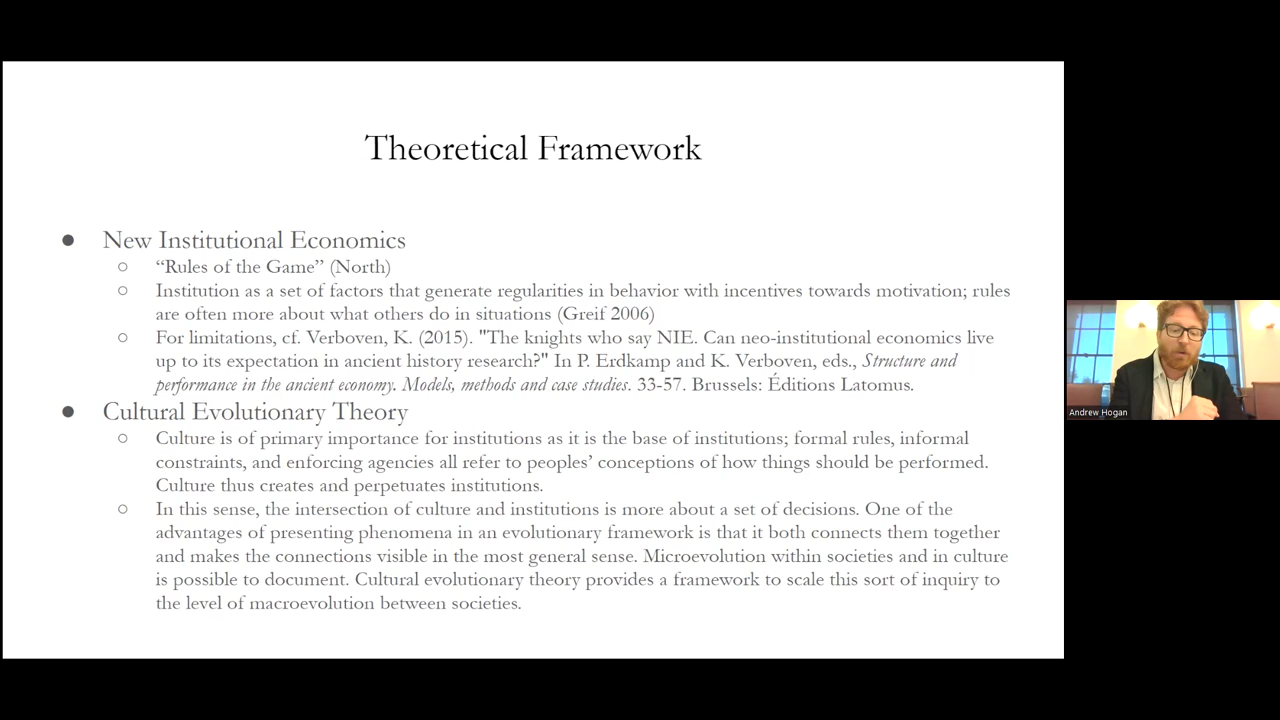 Theoretical Framework
● New Institutional Economics
○ “Rules of the Game” (North)
○ Institution as a set of factors that generate regularities in behavior with incentives towards motivation; rules
are often more about what others do in situations (Greif 2006)
○ For limitations, cf. Verboven, K. (2015). "The knights who say NIE. Can neo-institutional economics live
up to its expectation in ancient history research?" In P. Erdkamp and K. Verboven, eds., Structure and
performance in the ancient economy. Models, methods and case studies. 33-57. Brussels: Éditions Latomus.
● Cultural Evolutionary Theory
○ Culture is of primary importance for institutions as it is the base of institutions; formal rules, informal
constraints, and enforcing agencies all refer to peoples’ conceptions of how things should be performed.
Culture thus creates and perpetuates institutions.
○ In this sense, the intersection of culture and institutions is more about a set of decisions. One of the
advantages of presenting phenomena in an evolutionary framework is that it both connects them together
and makes the connections visible in the most general sense. Microevolution within societies and in culture
is possible to document. Cultural evolutionary theory provides a framework to scale this sort of inquiry to
the level of macroevolution between societies.
Andrew Hogan